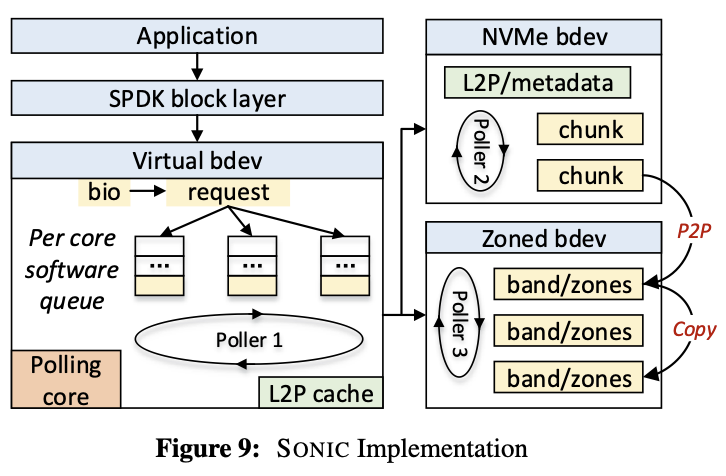 Application
SPDK block layer
Virtual bdev
bio
request
Per core
software
queue
...
...
...
Poller 1
Polling
core
L2P cache
NVMe bdev
L2P/metadata
Poller 2
chunk
chunk
P2P
Zoned bdev
Poller 3
band/zones
band/zones
band/zones
Copy
Figure 9: SONIC Implementation